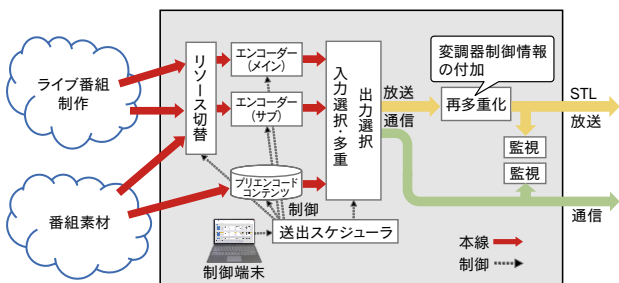 ライブ番組
制作
番組素材
リソース切替
エンコーダー
(メイン)
エンコーダー
(サブ)
プリエンコード
コンテンツ
制御
入力選択・多重
出力選択
放送
通信
変調器制御情報
の付加
再多重化
STL
放送
監視
監視
通信
送出スケジューラ
制御端末
本線
制御